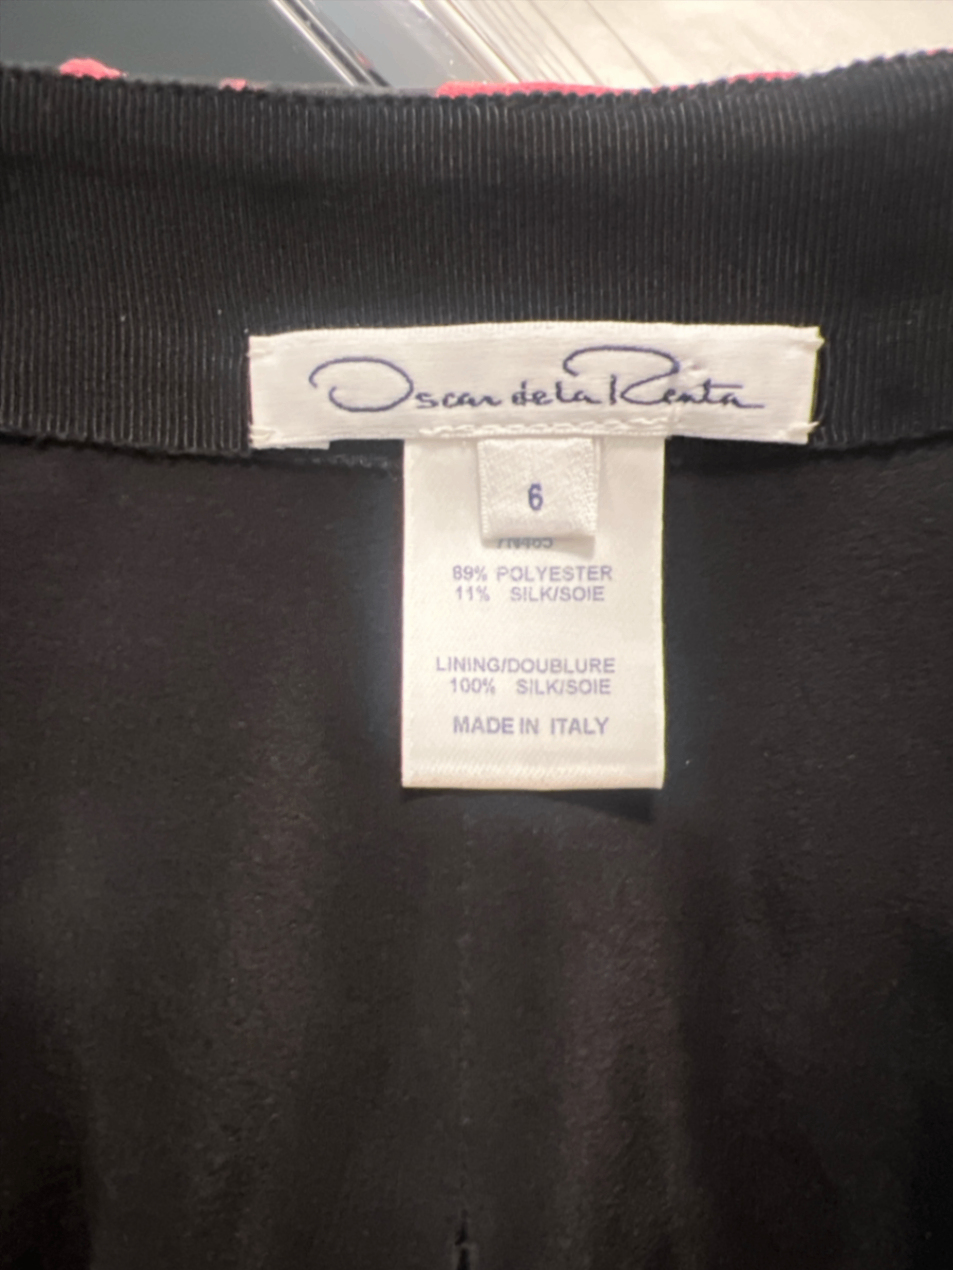 Oscar de la Renta
6
89% POLYESTER
11% SILK/SOIE
LINING/DOUBLURE
100% SILK/SOIE
MADE IN ITALY